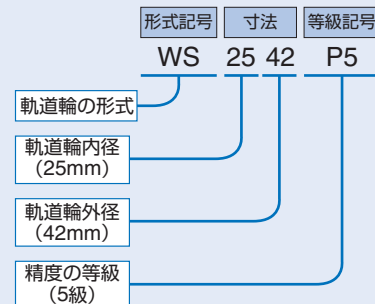 形式記号 寸法 等級記号
WS 25 42 P5
軌道輪の形式
軌道輪内径
（25mm）
軌道輪外径
（42mm）
精度の等級
（5級）